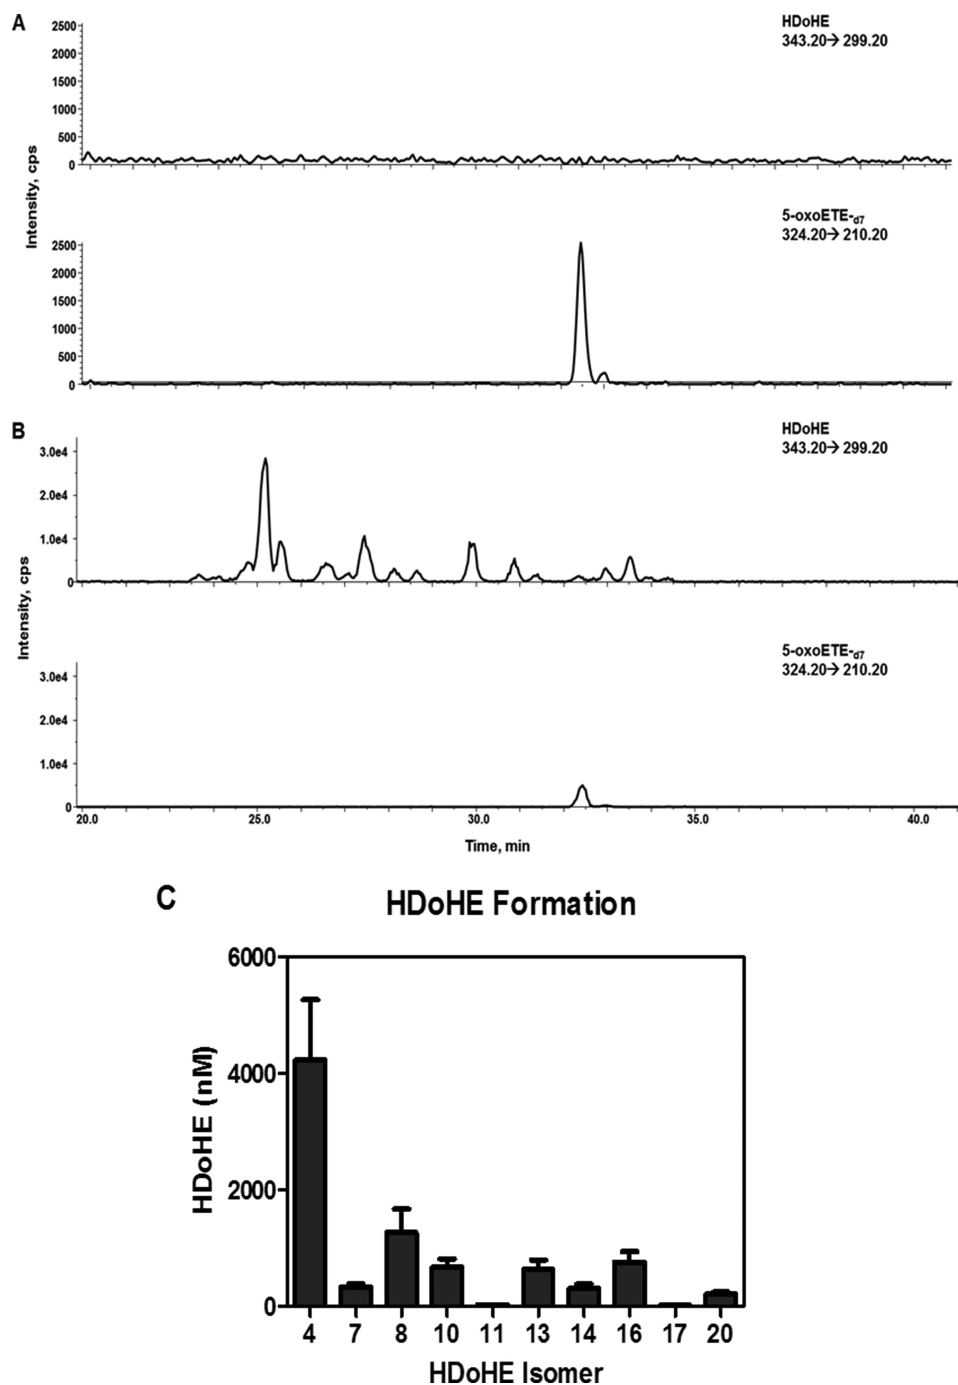 A
HDoHE
343.20→ 299.20
2500
2000
1500
1000
500
0
Intensity, cps
5-oxoETE-d7
324.20→ 210.20
2500
2000
1500
1000
500
0
B
HDoHE
343.20→ 299.20
3.0e4
2.0e4
1.0e4
0
Intensity, cps
5-oxoETE-d7
324.20→ 210.20
3.0e4
2.0e4
1.0e4
0
20.0 25.0 30.0 35.0 40.0
Time, min
C
HDoHE Formation
6000
4000
2000
0
HDoHE (nM)
4 7 8 10 11 13 14 16 17 20
HDoHE Isomer